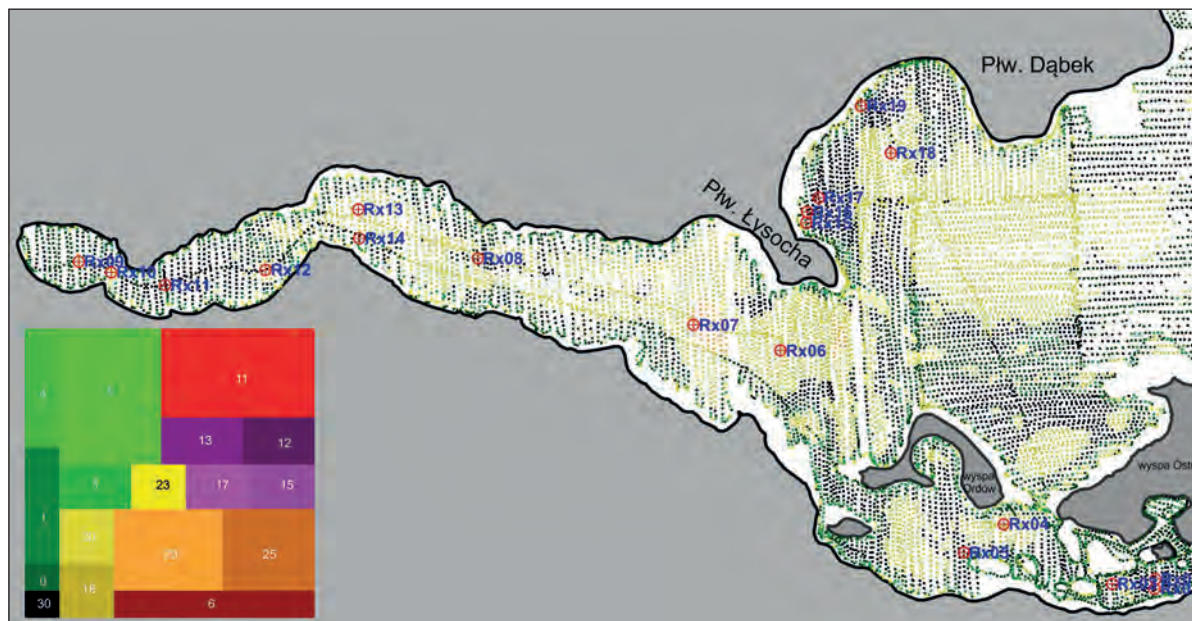 Płw. Dąbek
Rx19
Rx18
Płw. Łysocha
Rx17
Rx13
Rx14
Rx08
Rx09
Rx10
Rx11
Rx12
Rx07
Rx06
11
13
12
23
17
15
25
6
30
wyspa
Ordów
Rx04
Rx03